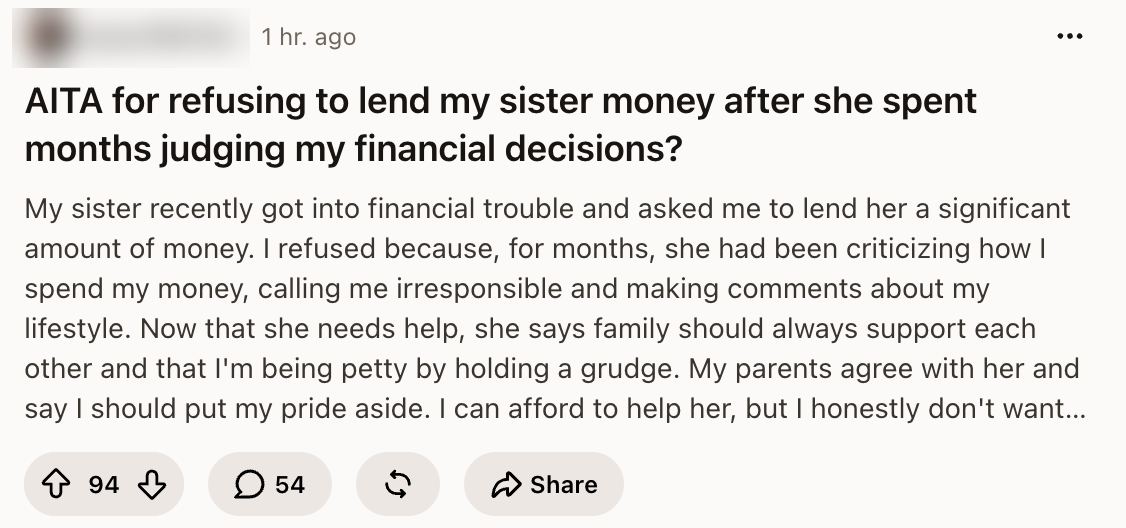 1 hr. ago
AITA for refusing to lend my sister money after she spent
months judging my financial decisions?
My sister recently got into financial trouble and asked me to lend her a significant
amount of money. I refused because, for months, she had been criticizing how I
spend my money, calling me irresponsible and making comments about my
lifestyle. Now that she needs help, she says family should always support each
other and that I'm being petty by holding a grudge. My parents agree with her and
say I should put my pride aside. I can afford to help her, but I honestly don't want...
94 54 Share